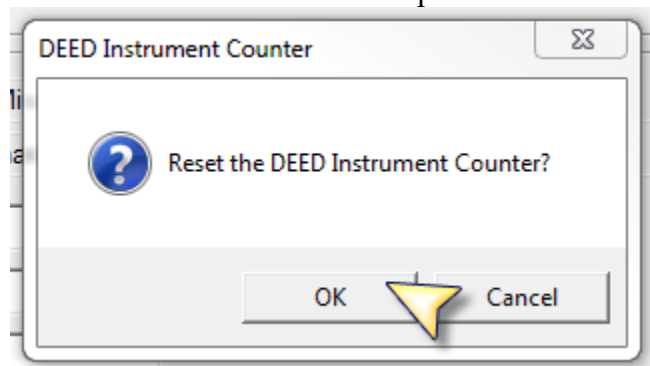 DEED Instrument Counter
Reset the DEED Instrument Counter?
OK
Cancel